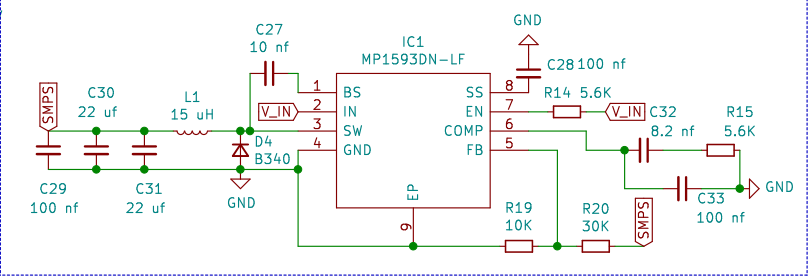 GND
C27
10 nf
IC1
MP1593DN-LF
C28 100 nf
SMPS
C30
22 uf
L1
15 uH
1
BS
SS
8
R14 5.6K
V_IN
2
IN
EN
7
V_IN
C32
8.2 nf
R15
5.6K
3
SW
COMP
6
D4
B340
4
GND
FB
5
C29
100 nf
C31
22 uf
GND
EP
9
GND
C33
100 nf
R19
10K
R20
30K
SMPS